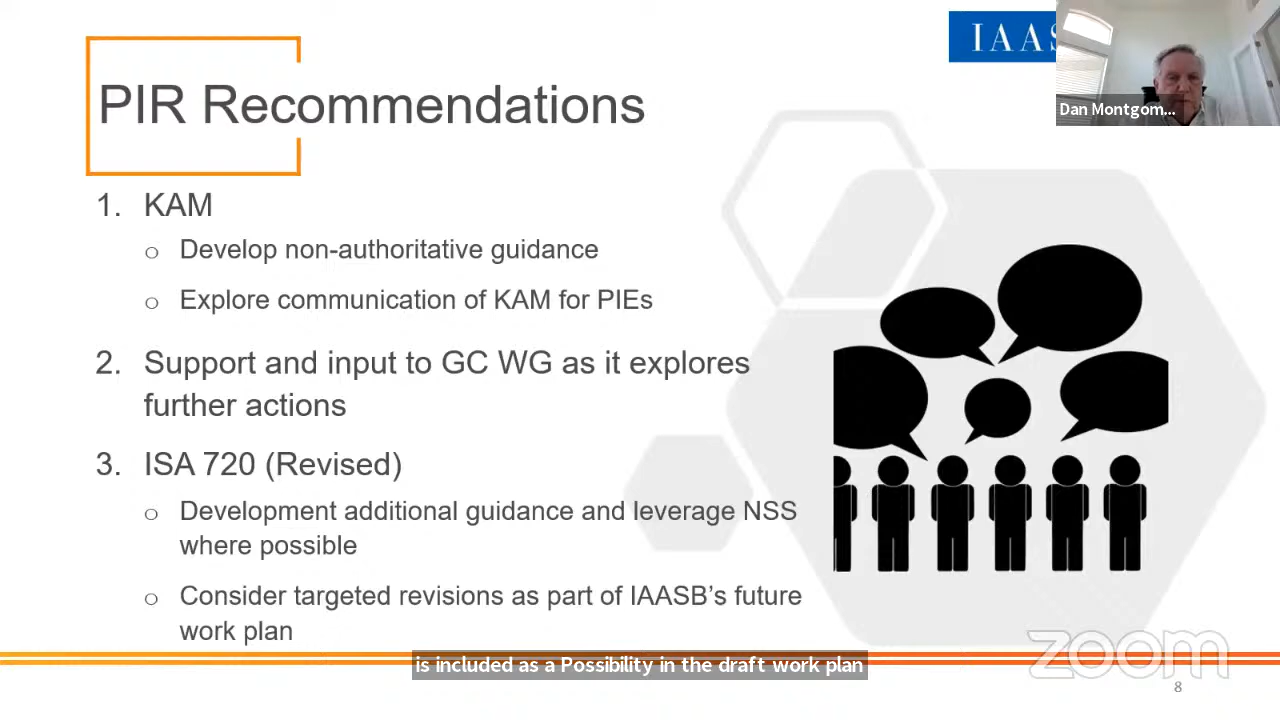 IAAS
Dan Montgom...
PIR Recommendations
1. KAM
o Develop non-authoritative guidance
o Explore communication of KAM for PIEs
2. Support and input to GC WG as it explores
further actions
3. ISA 720 (Revised)
o Development additional guidance and leverage NSS
where possible
o Consider targeted revisions as part of IAASB’s future
work plan
is included as a Possibility in the draft work plan
zoom
8